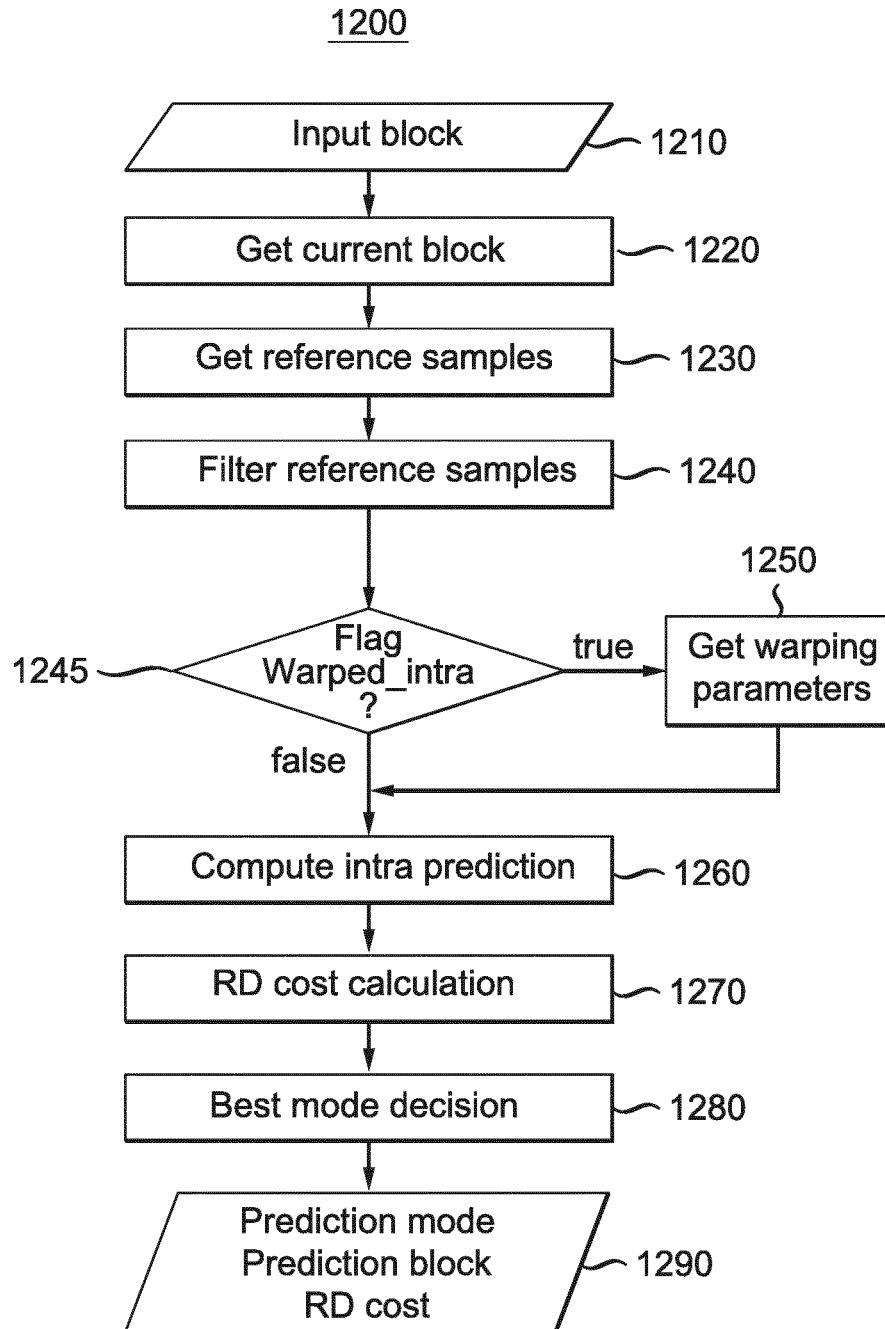 1200
Input block
1210
Get current block
1220
Get reference samples
1230
Filter reference samples
1240
1250
Flag
Warped_intra
?
1245
true
Get warping
parameters
false
Compute intra prediction
1260
RD cost calculation
1270
Best mode decision
1280
Prediction mode
Prediction block
RD cost
1290